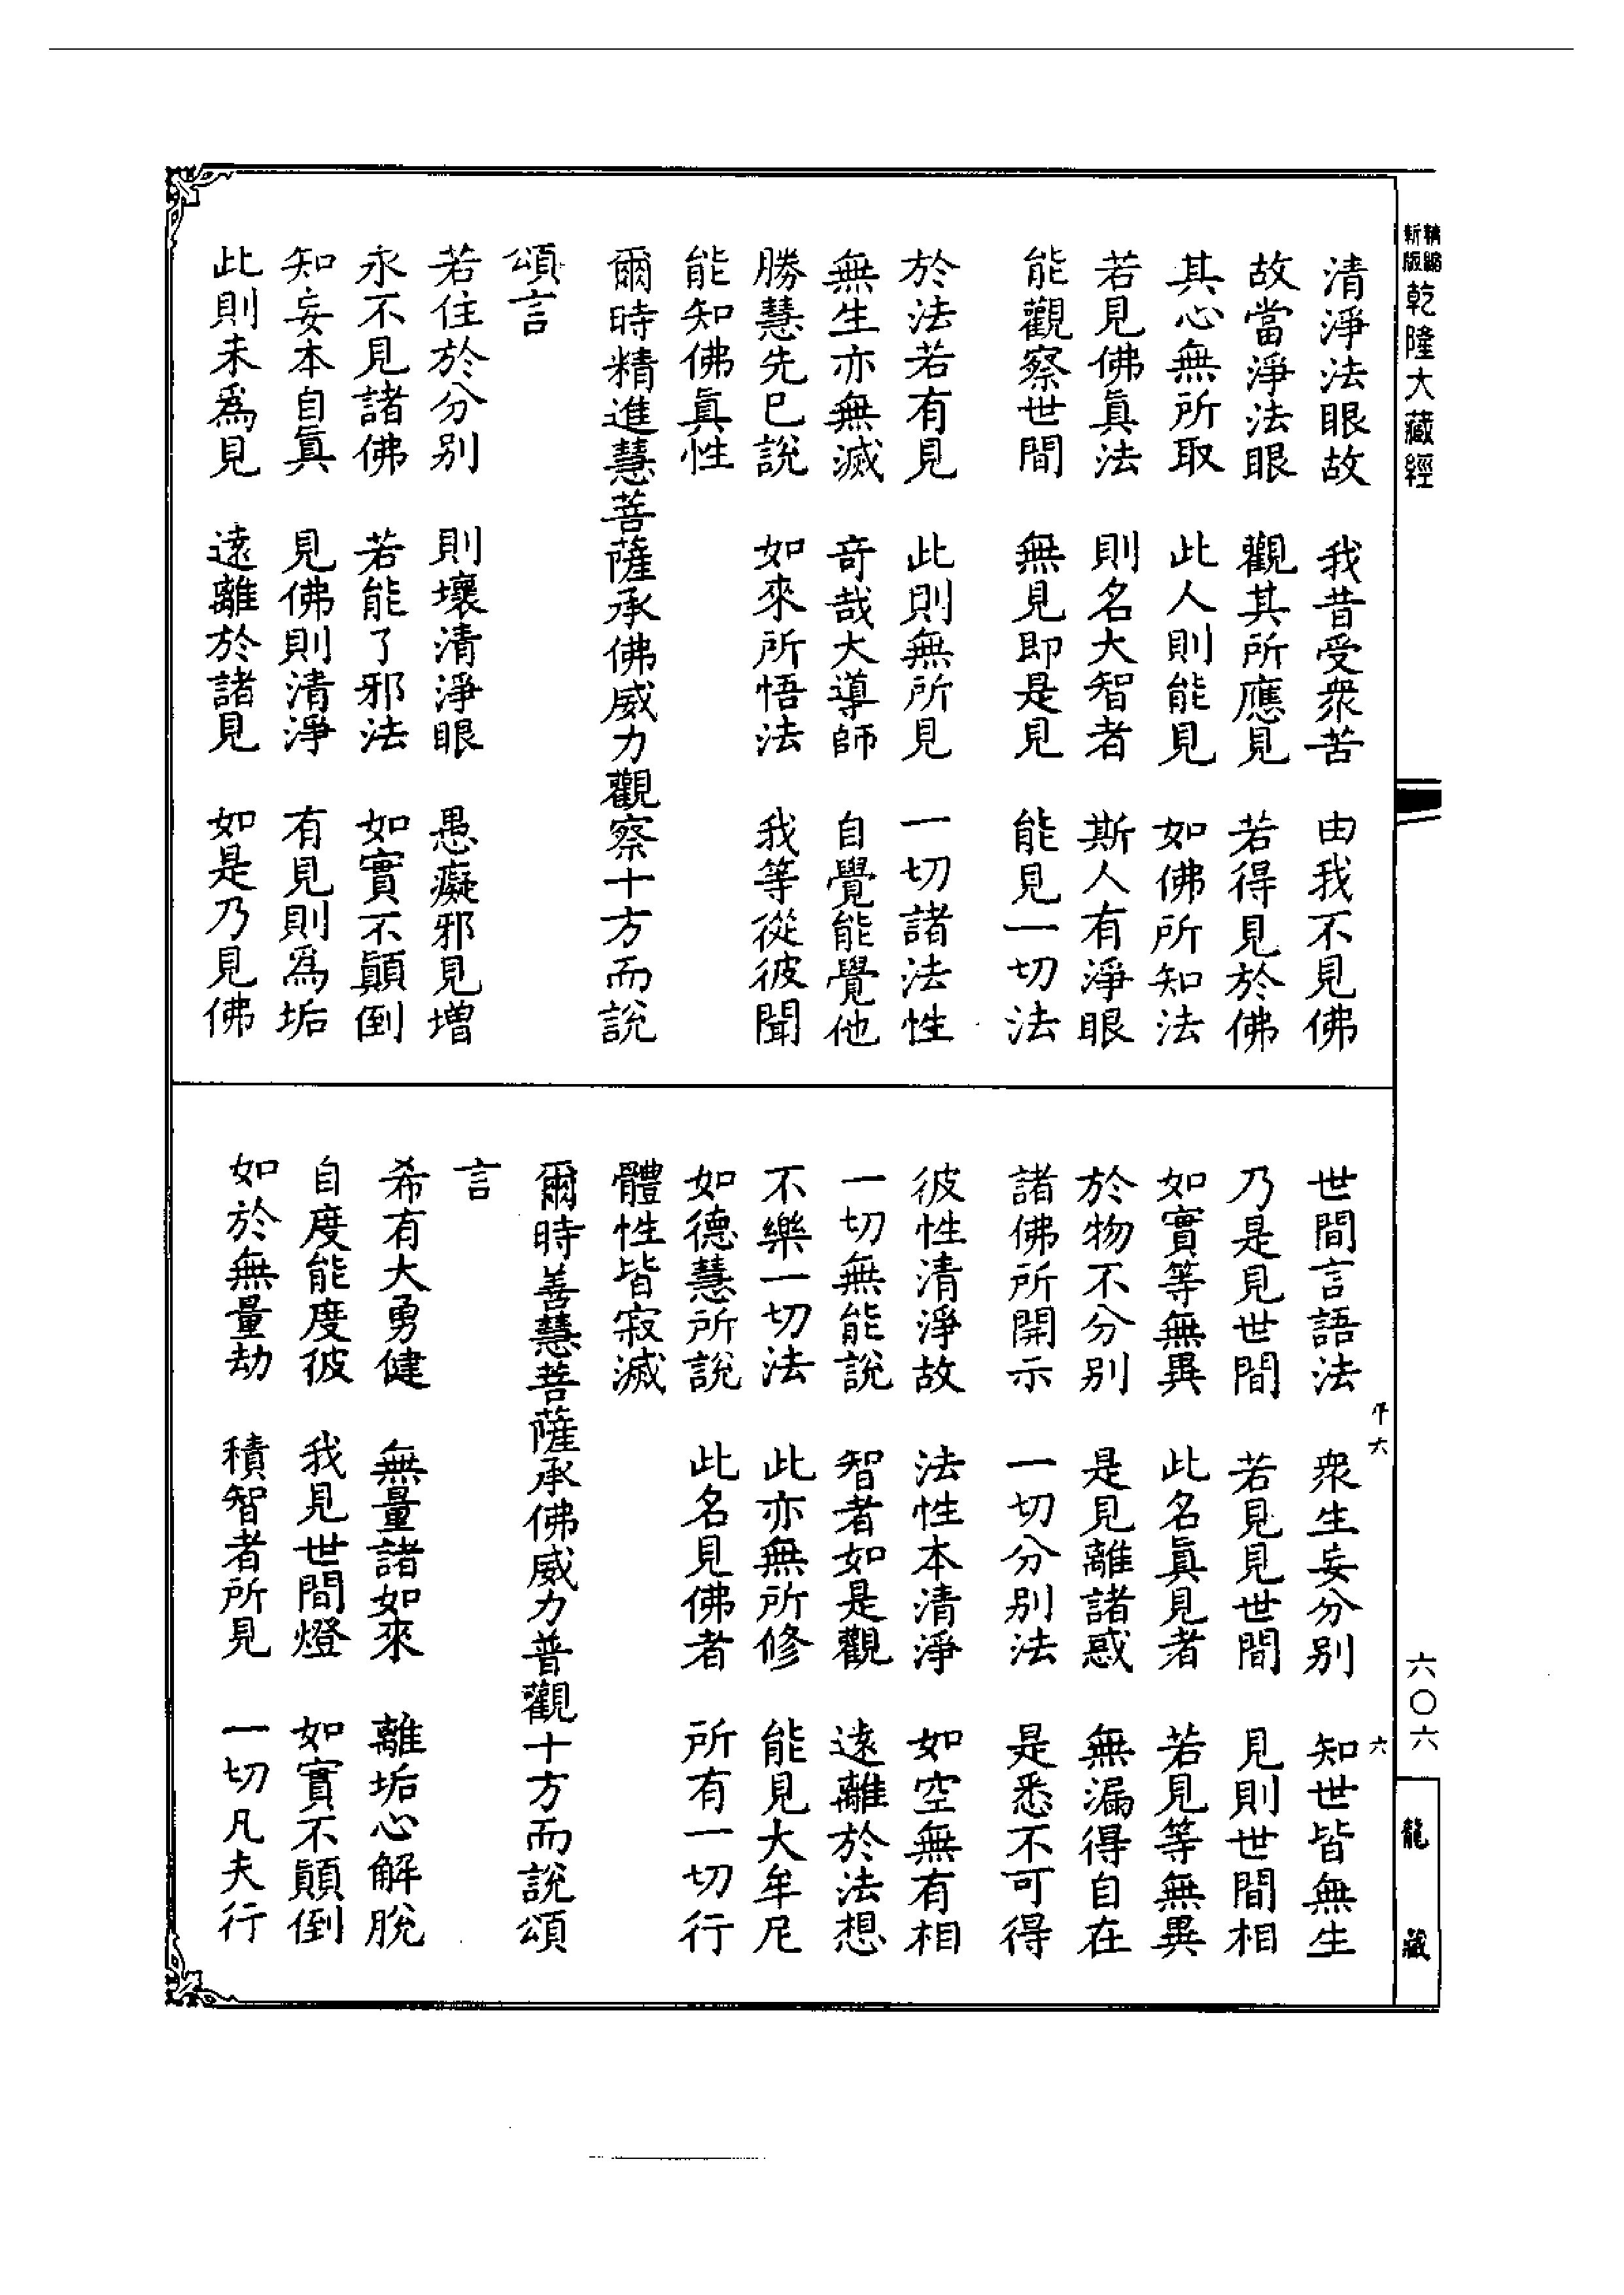 精縮新版乾隆大藏經
清淨法眼故　我昔受衆苦　由我不見佛
故當淨法眼　觀其所應見　若得見於佛
其心無所取　此人則能見　如佛所知法
若見佛眞法　則名大智者　斯人有淨眼
能觀察世間　無見即是見　能見一切法
於法若有見　此則無所見　一切諸法性
無生亦無滅　奇哉大導師　自覺能覺他
勝慧先已說　如來所悟法　我等從彼聞
能知佛眞性
爾時精進慧菩薩承佛威力觀察十方而說
頌言
若住於分別　則壞清淨眼　愚癡邪見增
永不見諸佛　若能了邪法　如實不顚倒
知妄本自眞　見佛則清淨　有見則爲垢
此則未爲見　遠離於諸見　如是乃見佛
世間言語法　衆生妄分別　知世皆無生
乃是見世間　若見見世間　見則世間相
如實等無異　此名眞見者　若見等無異
於物不分別　是見離諸惑　無漏得自在
諸佛所開示　一切分別法　是悉不可得
彼性清淨故　法性本清淨　如空無有相
一切無能說　智者如是觀　遠離於法想
不樂一切法　此亦無所修　能見大牟尼
如德慧所說　此名見佛者　所有一切行
體性皆寂滅
爾時善慧菩薩承佛威力普觀十方而說頌
言
希有大勇健　無量諸如來　離垢心解脫
自度能度彼　我見世間燈　如實不顚倒
如於無量劫　積智者所見　一切凡夫行
六
六
六〇六
龍藏